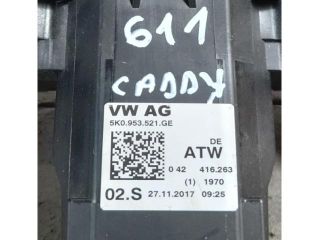 611
CADDY
VW AG
5K0.953.521.GE
DE
ATW
0 42 416.263
(1) 1970
02.S 27.11.2017 09:25